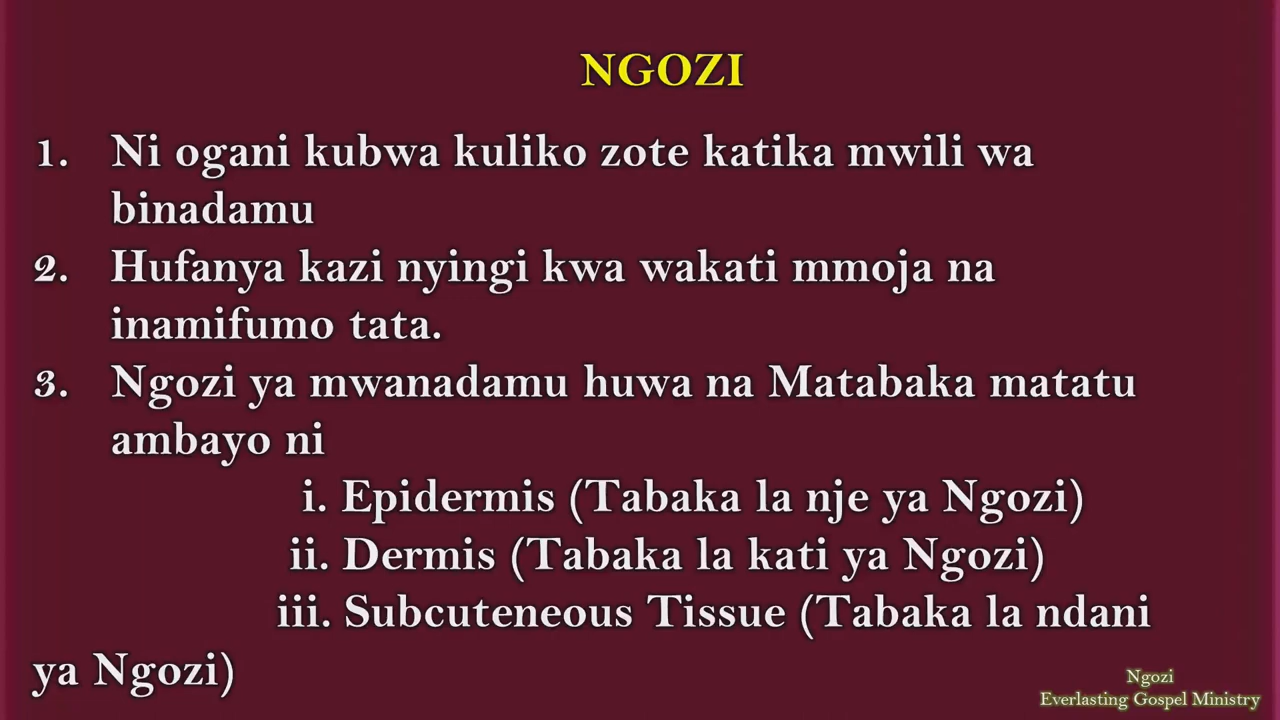 NGOZI
1. Ni ogani kubwa kuliko zote katika mwili wa
binadamu
2. Hufanya kazi nyingi kwa wakati mmoja na
inamifumo tata.
3. Ngozi ya mwanadamu huwa na Matabaka matatu
ambayo ni
i. Epidermis (Tabaka la nje ya Ngozi)
ii. Dermis (Tabaka la kati ya Ngozi)
iii. Subcuteneous Tissue (Tabaka la ndani
ya Ngozi)
Ngozi
Everlasting Gospel Ministry